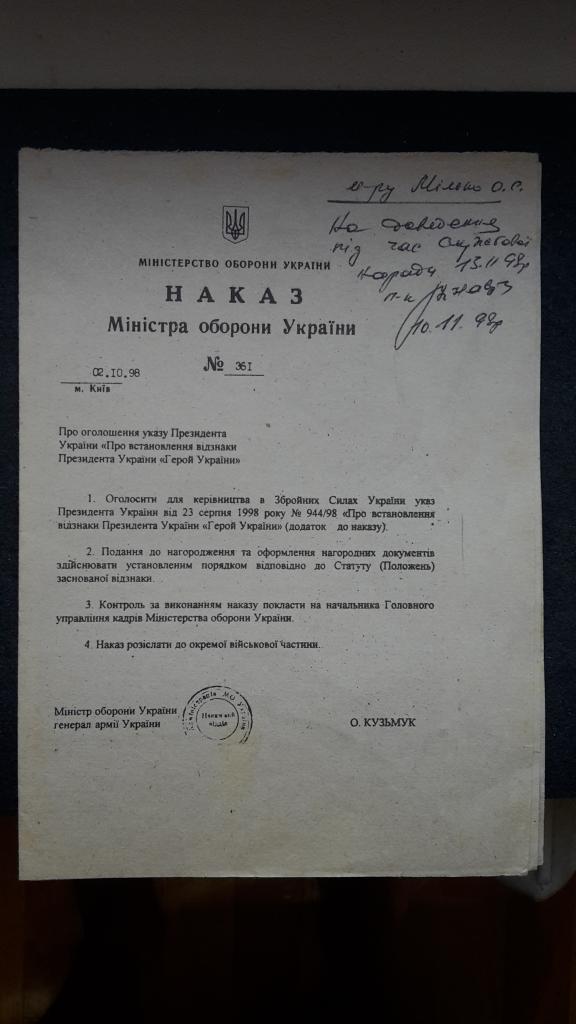 м-ру Мілько О.С.
На доведення
під час службової
наради 13.11.98р
п-к
10.11.98р
МІНІСТЕРСТВО ОБОРОНИ УКРАЇНИ
НАКАЗ
Міністра оборони України
02.10.98 № 361
м. Київ
Про оголошення указу Президента
України «Про встановлення відзнаки
Президента України «Герой України»
1. Оголосити для керівництва в Збройних Силах України указ
Президента України від 23 серпня 1998 року № 944/98 «Про встановлення
відзнаки Президента України «Герой України» (додаток до наказу).
2. Подання до нагородження та оформлення нагородних документів
здійснювати установленим порядком відповідно до Статуту (Положень)
заснованої відзнаки.
3. Контроль за виконанням наказу покласти на начальника Головного
управління кадрів Міністерства оборони України.
4. Наказ розіслати до окремої військової частини.
Міністр оборони України
генерал армії України О. КУЗЬМУК